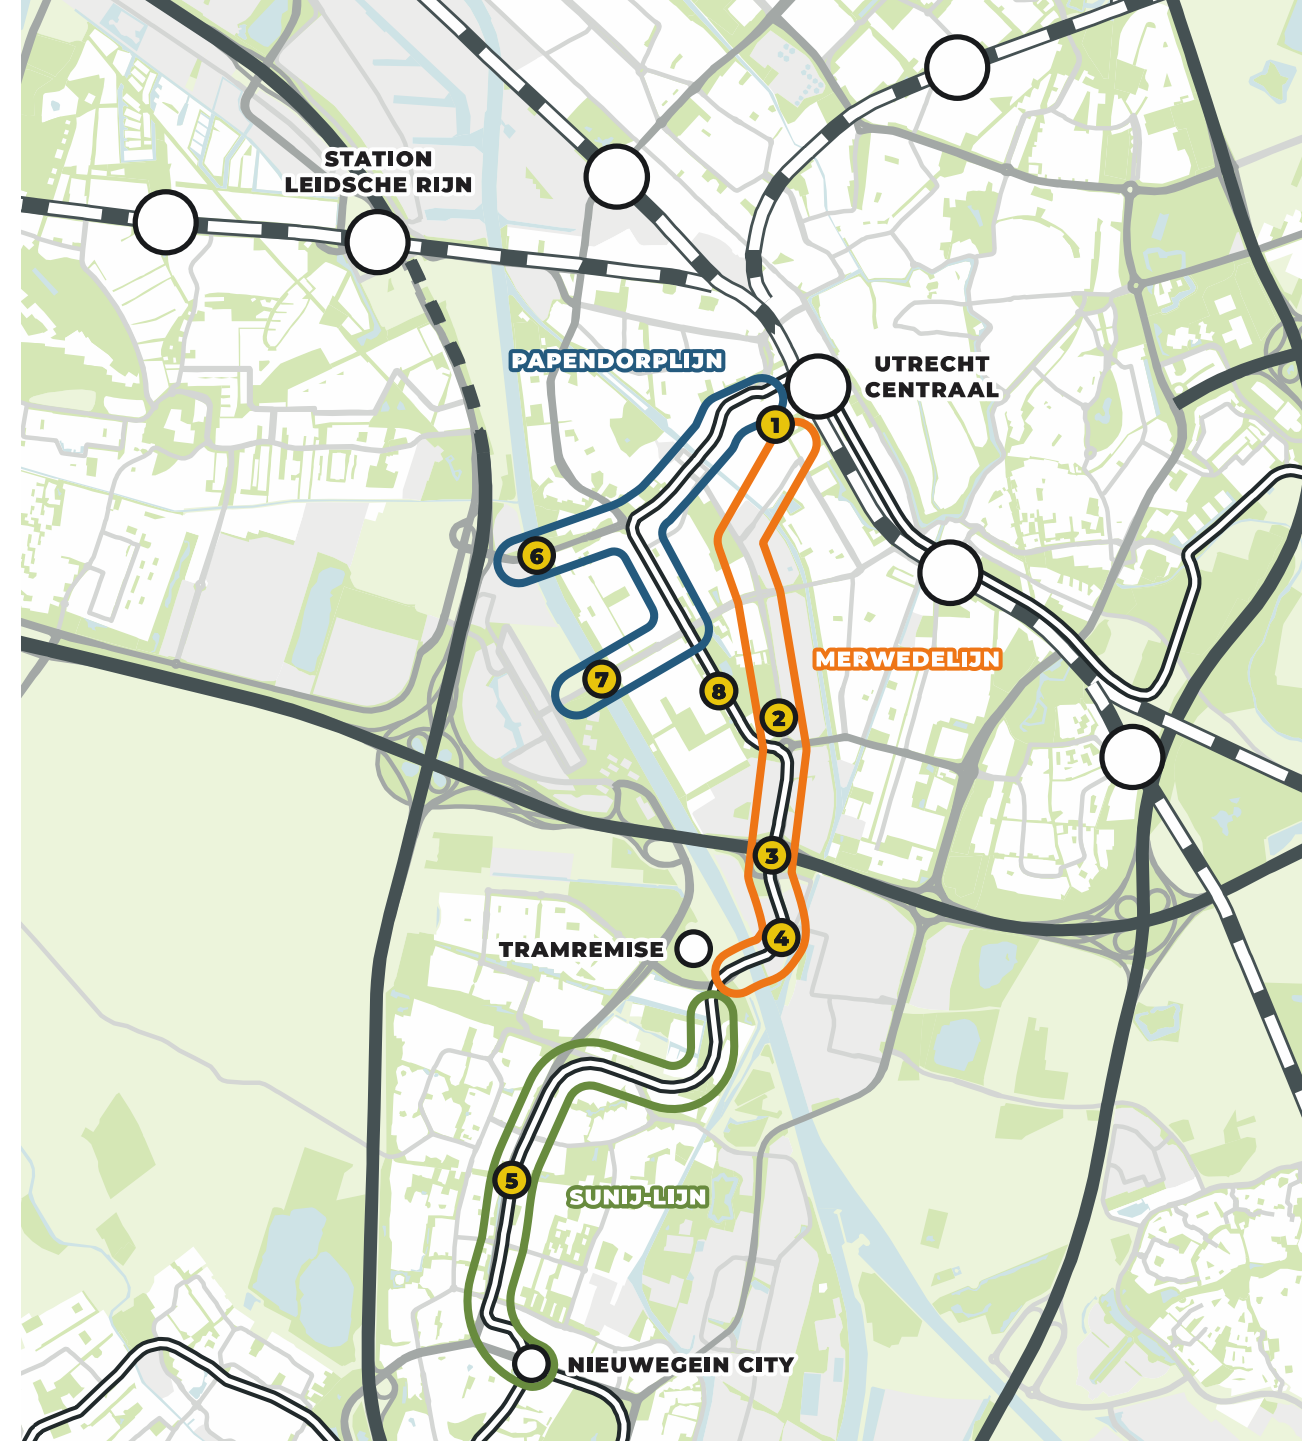 STATION
LEIDSCHE RIJN
PAPENDORPLIJN
UTRECHT
CENTRAAL
1
6
MERWEDELIJN
7
8
2
3
4
TRAMREMISE
5
SUNIJ-LIJN
NIEUWEGEIN CITY